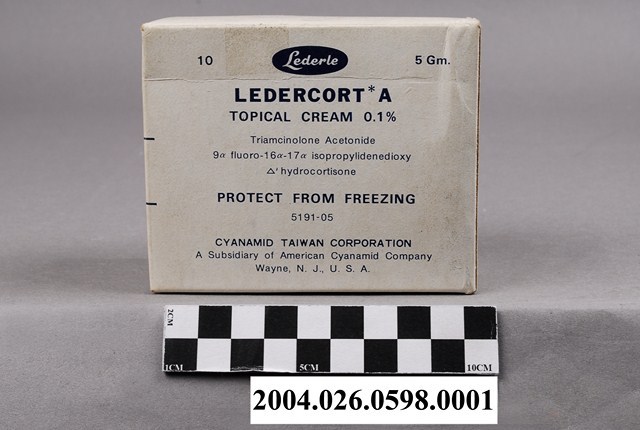 10 Lederle 5 Gm.
LEDERCORT*A
TOPICAL CREAM 0.1%
Triamcinolone Acetonide
9α fluoro-16α-17α isopropylidenedioxy
△' hydrocortisone
PROTECT FROM FREEZING
5191-05
CYANAMID TAIWAN CORPORATION
A Subsidiary of American Cyanamid Company
Wayne, N. J., U. S. A.
2CM
1CM 5CM 10CM
2004.026.0598.0001